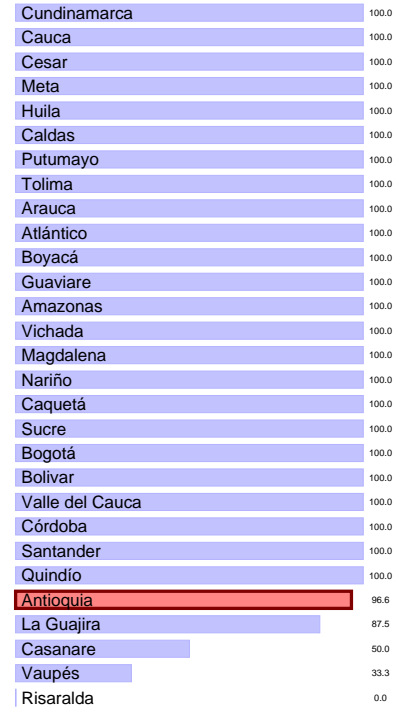 Cundinamarca 100.0
Cauca 100.0
Cesar 100.0
Meta 100.0
Huila 100.0
Caldas 100.0
Putumayo 100.0
Tolima 100.0
Arauca 100.0
Atlántico 100.0
Boyacá 100.0
Guaviare 100.0
Amazonas 100.0
Vichada 100.0
Magdalena 100.0
Nariño 100.0
Caquetá 100.0
Sucre 100.0
Bogotá 100.0
Bolivar 100.0
Valle del Cauca 100.0
Córdoba 100.0
Santander 100.0
Quindío 100.0
Antioquia 96.6
La Guajira 87.5
Casanare 50.0
Vaupés 33.3
Risaralda 0.0